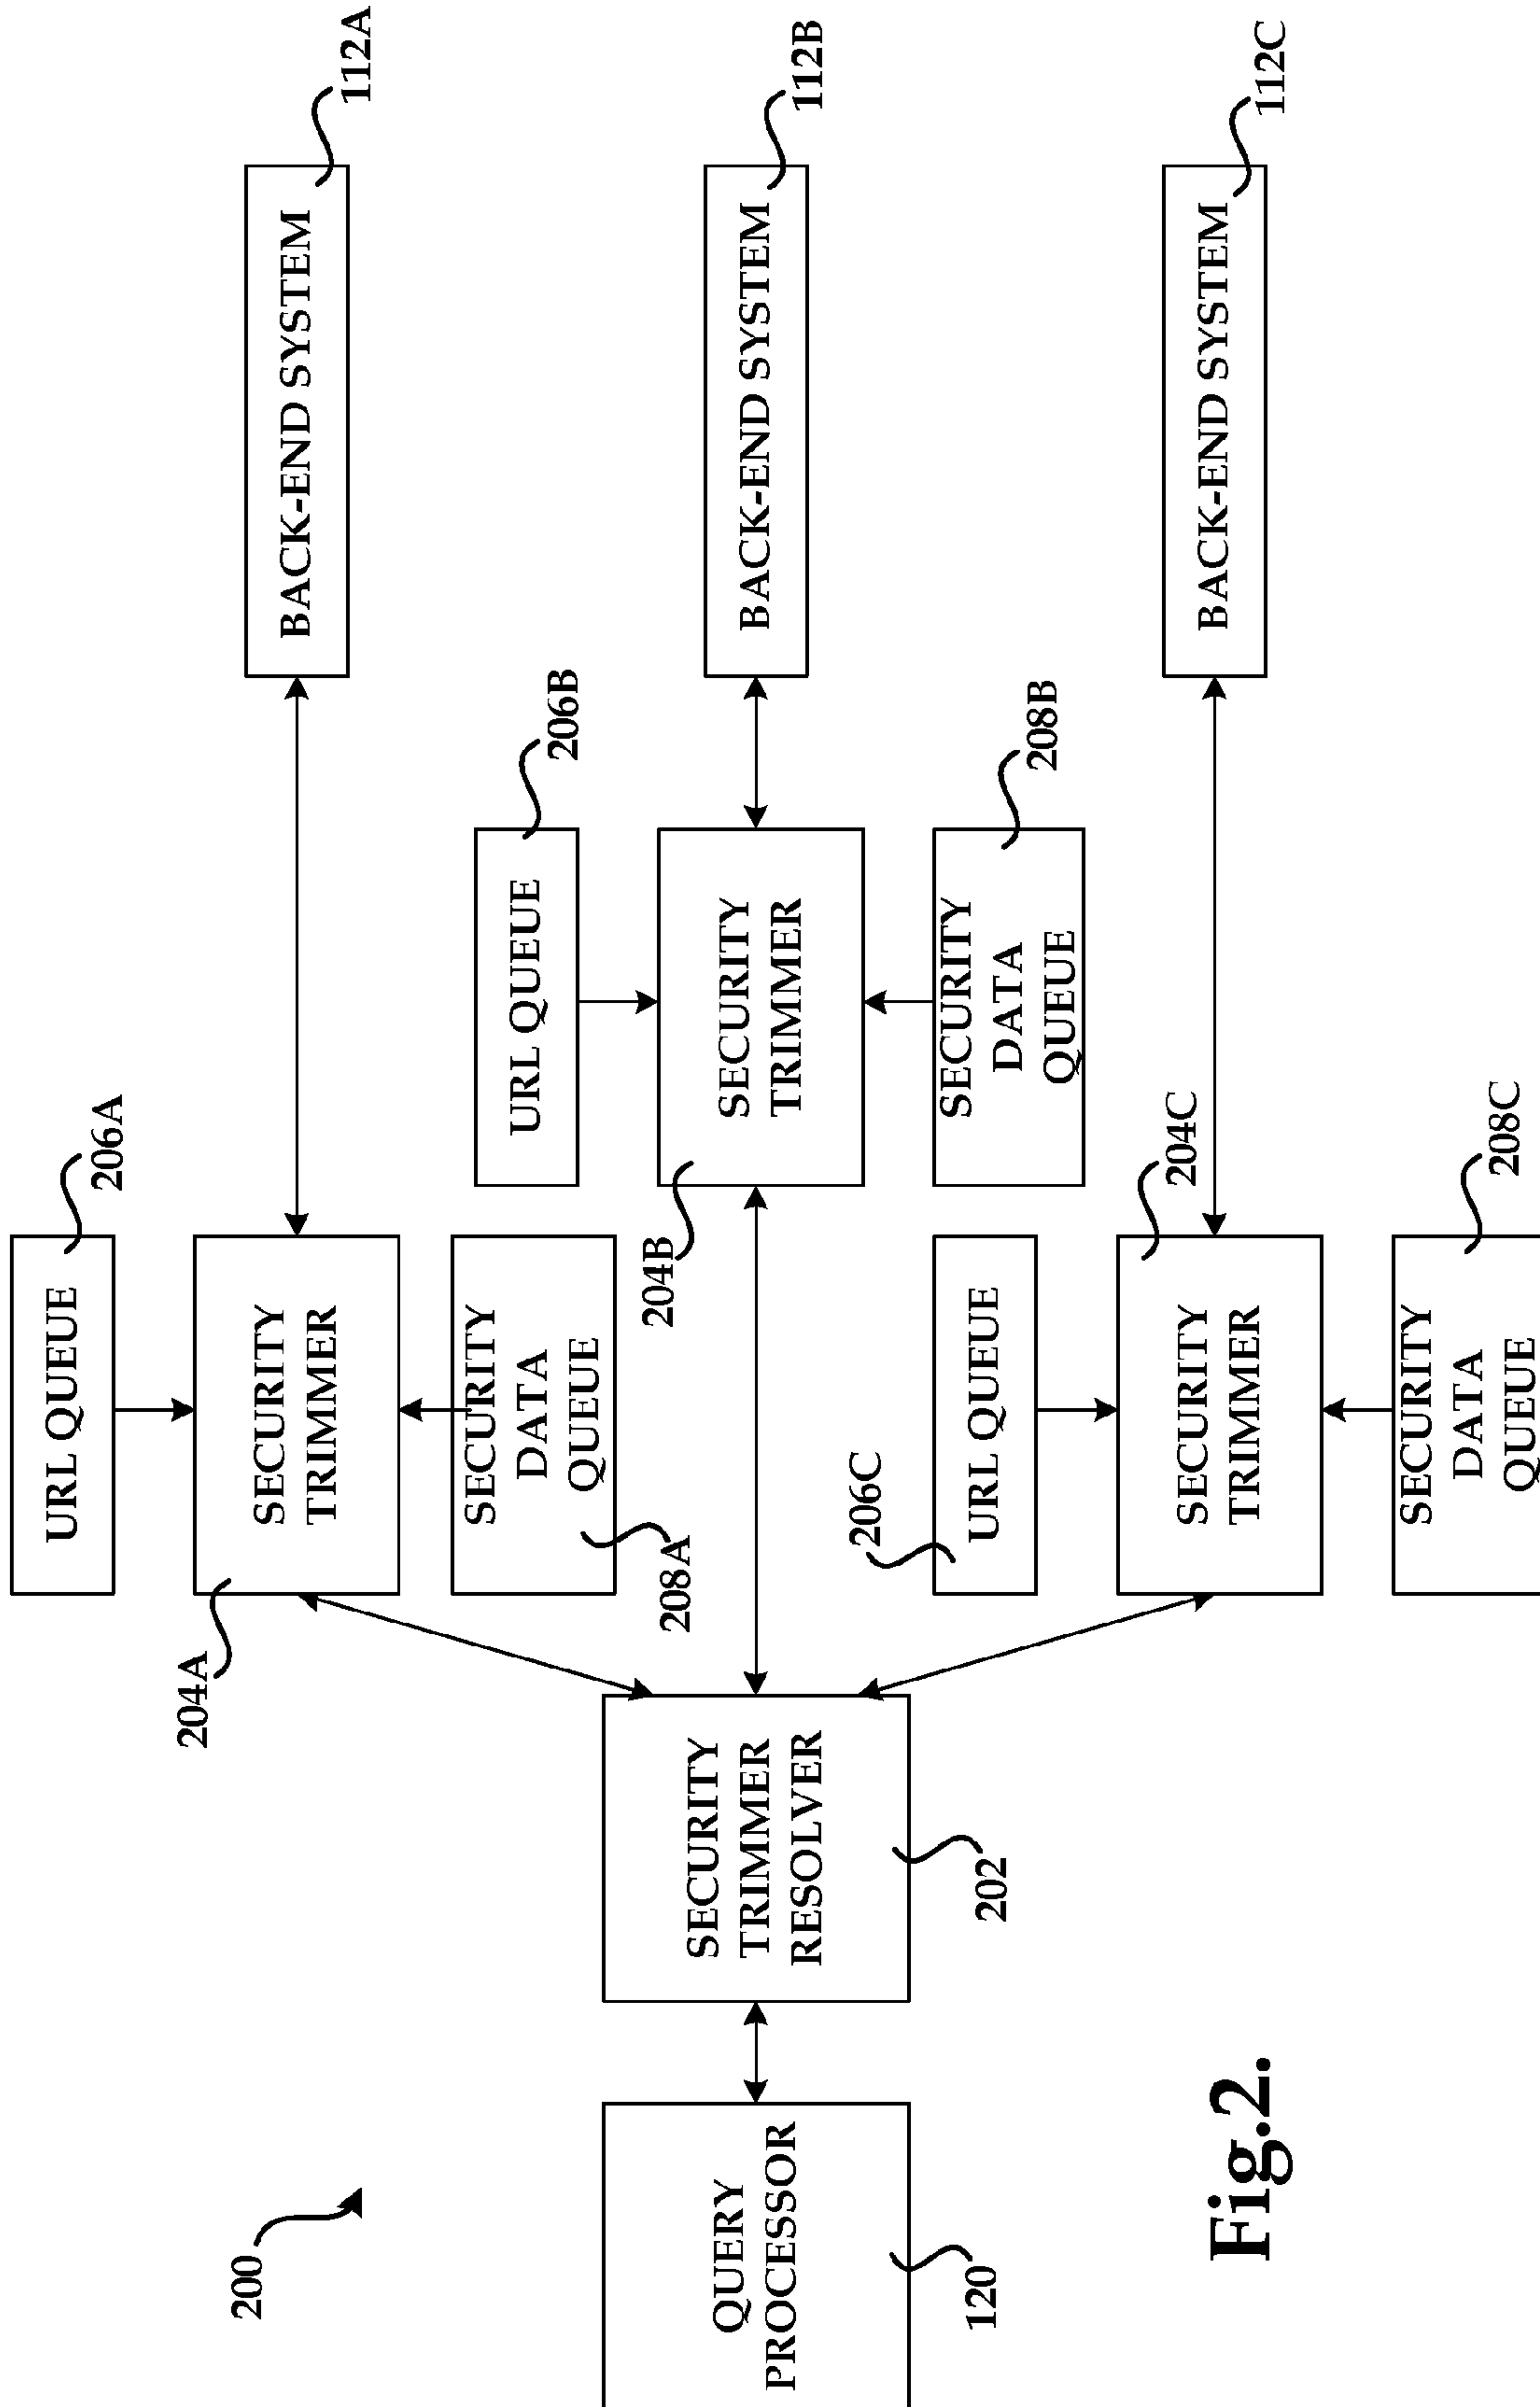 200
QUERY
PROCESSOR
120
SECURITY
TRIMMER
RESOLVER
202
URL QUEUE
206A
SECURITY
TRIMMER
204A
SECURITY
DATA
QUEUE
208A
BACK-END SYSTEM
112A
URL QUEUE
206B
SECURITY
TRIMMER
204B
SECURITY
DATA
QUEUE
208B
BACK-END SYSTEM
112B
URL QUEUE
206C
SECURITY
TRIMMER
204C
SECURITY
DATA
QUEUE
208C
BACK-END SYSTEM
112C
Fig.2.